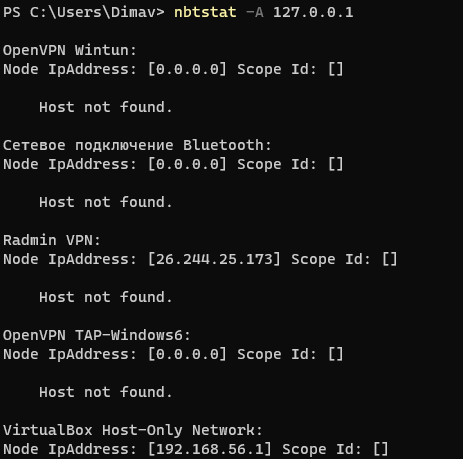 PS C:\Users\Dimav> nbtstat -A 127.0.0.1
OpenVPN Wintun:
Node IpAddress: [0.0.0.0] Scope Id: []
Host not found.
Сетевое подключение Bluetooth:
Node IpAddress: [0.0.0.0] Scope Id: []
Host not found.
Radmin VPN:
Node IpAddress: [26.244.25.173] Scope Id: []
Host not found.
OpenVPN TAP-Windows6:
Node IpAddress: [0.0.0.0] Scope Id: []
Host not found.
VirtualBox Host-Only Network:
Node IpAddress: [192.168.56.1] Scope Id: []